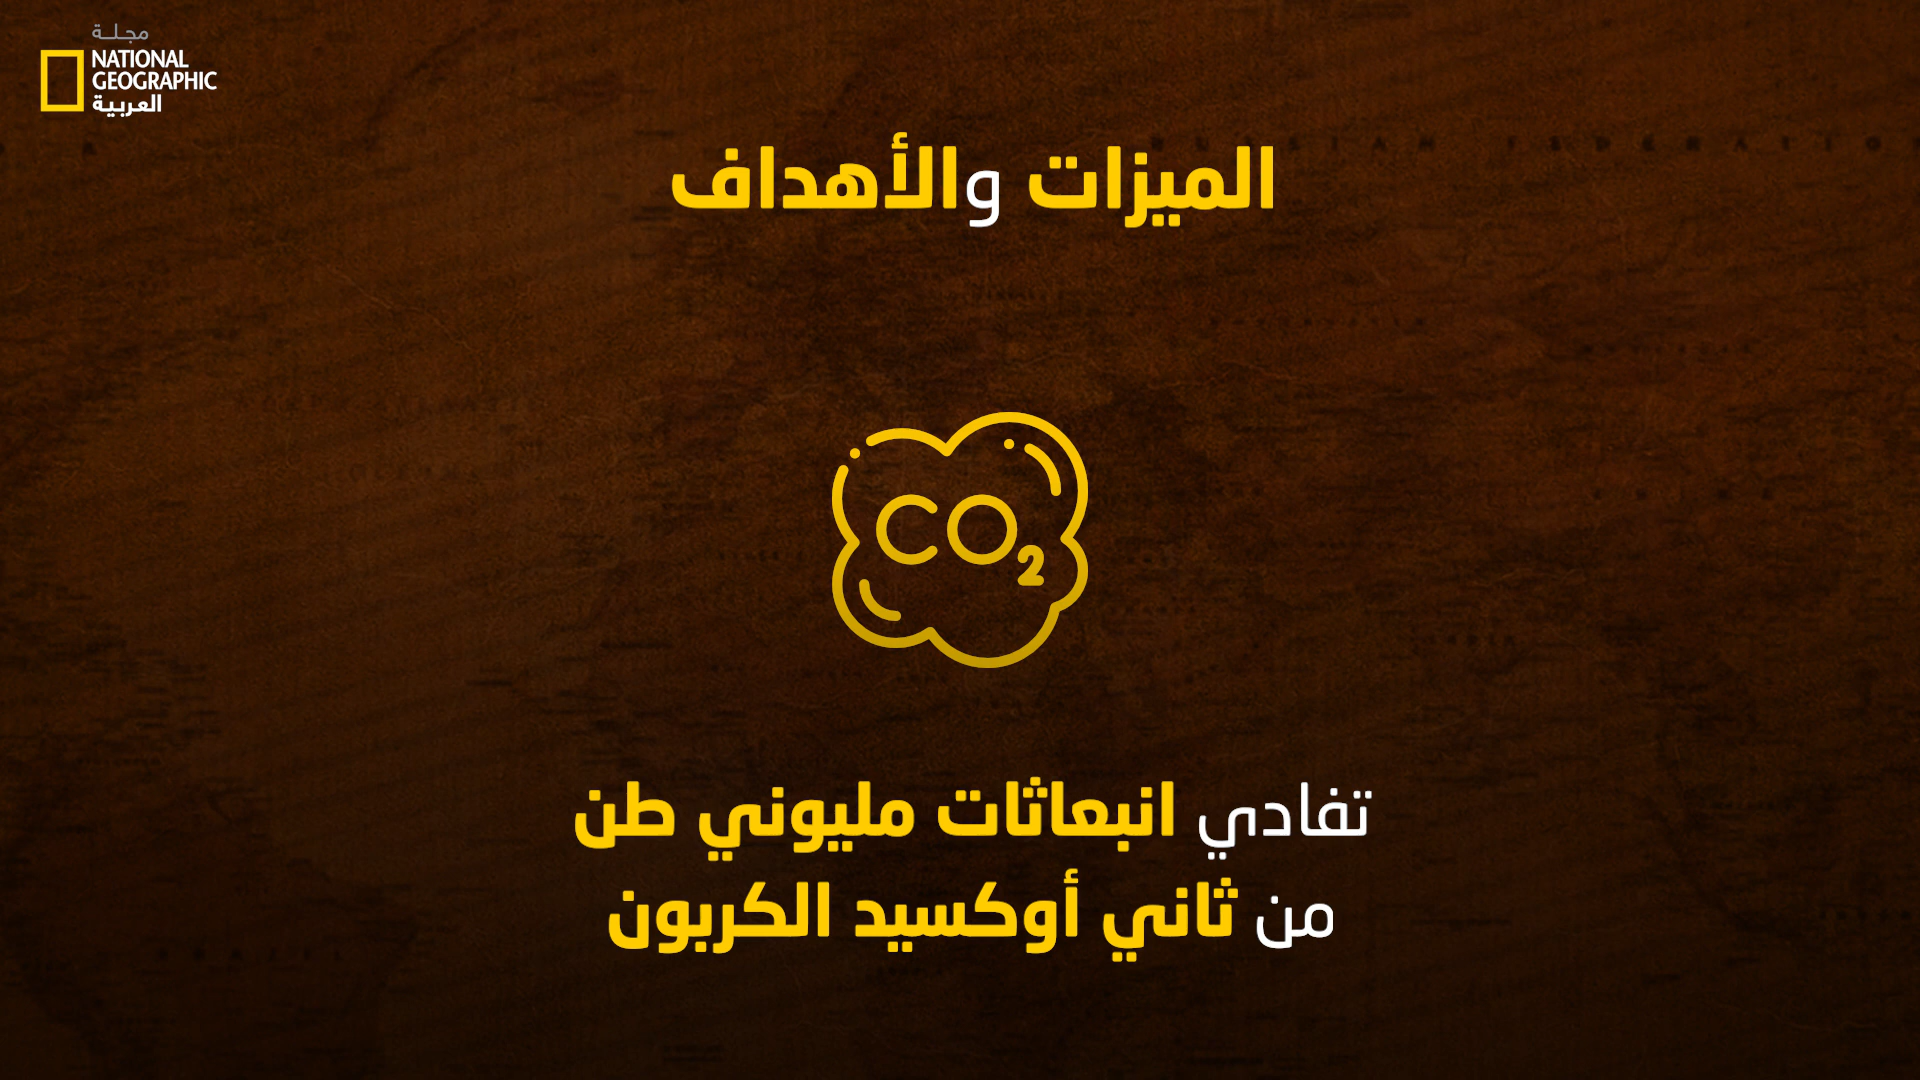 مجلة
NATIONAL
GEOGRAPHIC
العربية
الميزات والأهداف
CO2
تفادي انبعاثات مليوني طن
من ثاني أوكسيد الكربون